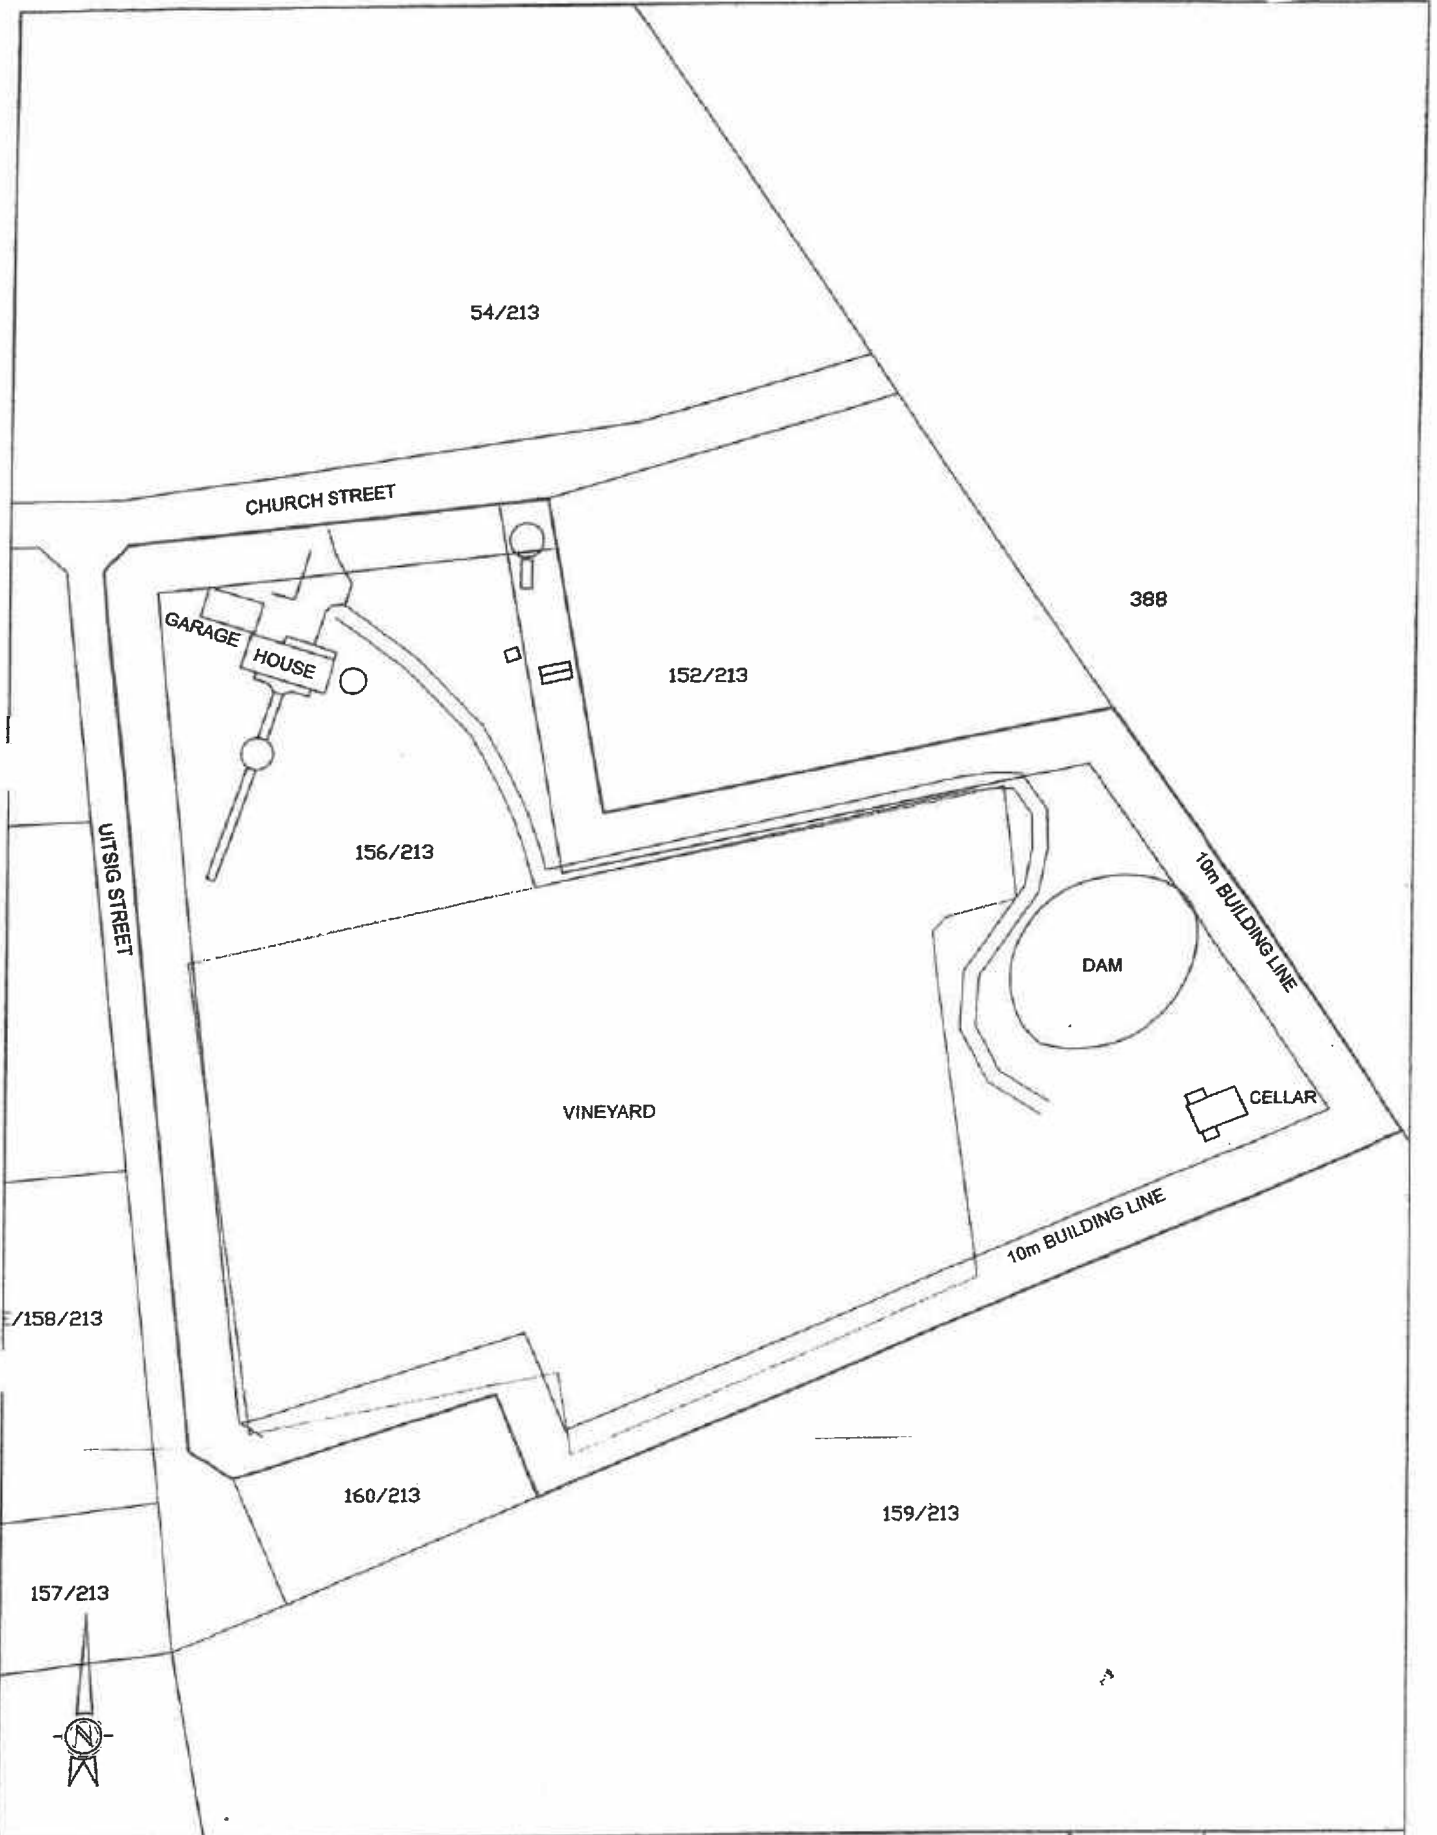 54/213
CHURCH STREET
388
GARAGE
HOUSE
152/213
156/213
UITSIG STREET
10m BUILDING LINE
DAM
VINEYARD
CELLAR
10m BUILDING LINE
/158/213
160/213
159/213
157/213
N